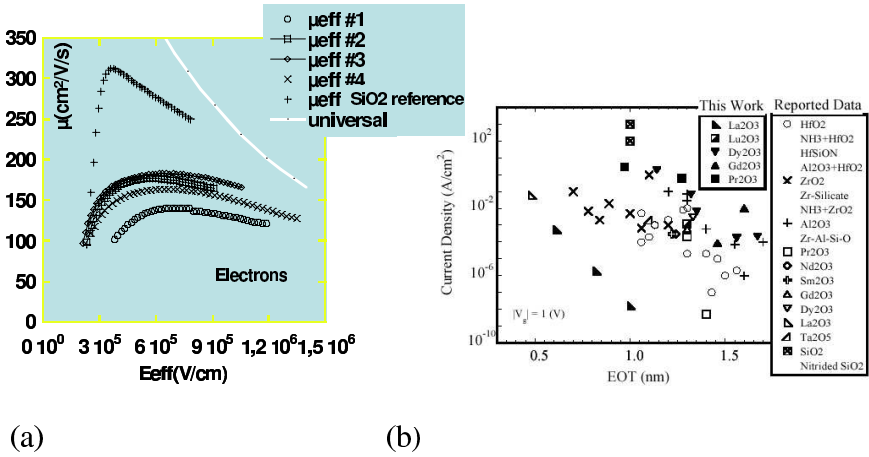 μeff #1
μeff #2
μeff #3
μeff #4
μeff SiO2 reference
universal
350
300
250
200
150
100
50
0
μ(cm²/V/s)
Electrons
0 10⁰ 3 10⁵ 6 10⁵ 9 10⁵ 1,2 10⁶ 1,5 10⁶
Eeff(V/cm)
(a)
This Work
La2O3
Lu2O3
Dy2O3
Gd2O3
Pr2O3
Reported Data
HfO2
NH3+HfO2
HfSiON
Al2O3+HfO2
ZrO2
Zr-Silicate
NH3+ZrO2
Al2O3
Zr-Al-Si-O
Pr2O3
Nd2O3
Sm2O3
Gd2O3
Dy2O3
La2O3
Ta2O5
SiO2
Nitrided SiO2
10²
10⁻²
10⁻⁶
10⁻¹⁰
Current Density (A/cm²)
|Vg| = 1 (V)
0.5 1.0 1.5
EOT (nm)
(b)